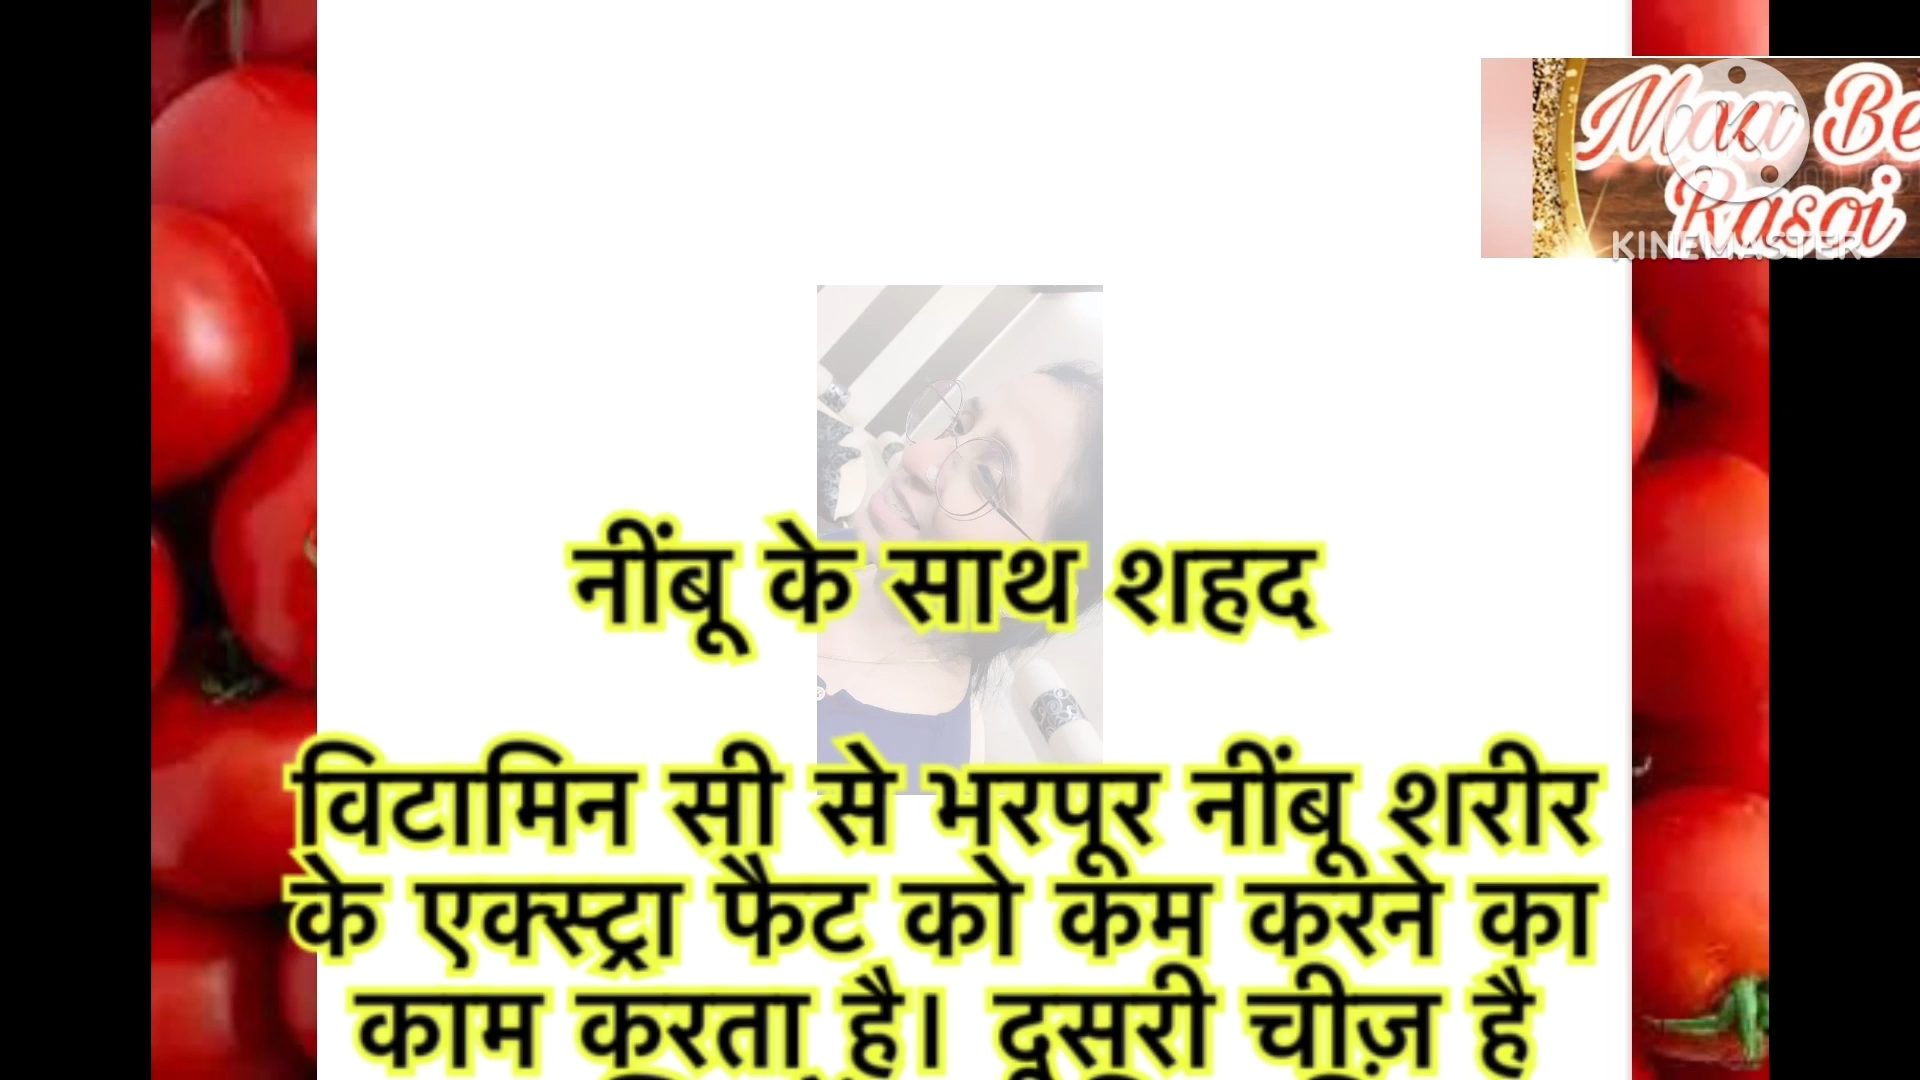 Maa Be
Rasoi
KINEMASTER
नींबू के साथ शहद
विटामिन सी से भरपूर नींबू शरीर
के एक्स्ट्रा फैट को कम करने का
काम करता है। दूसरी चीज़ है